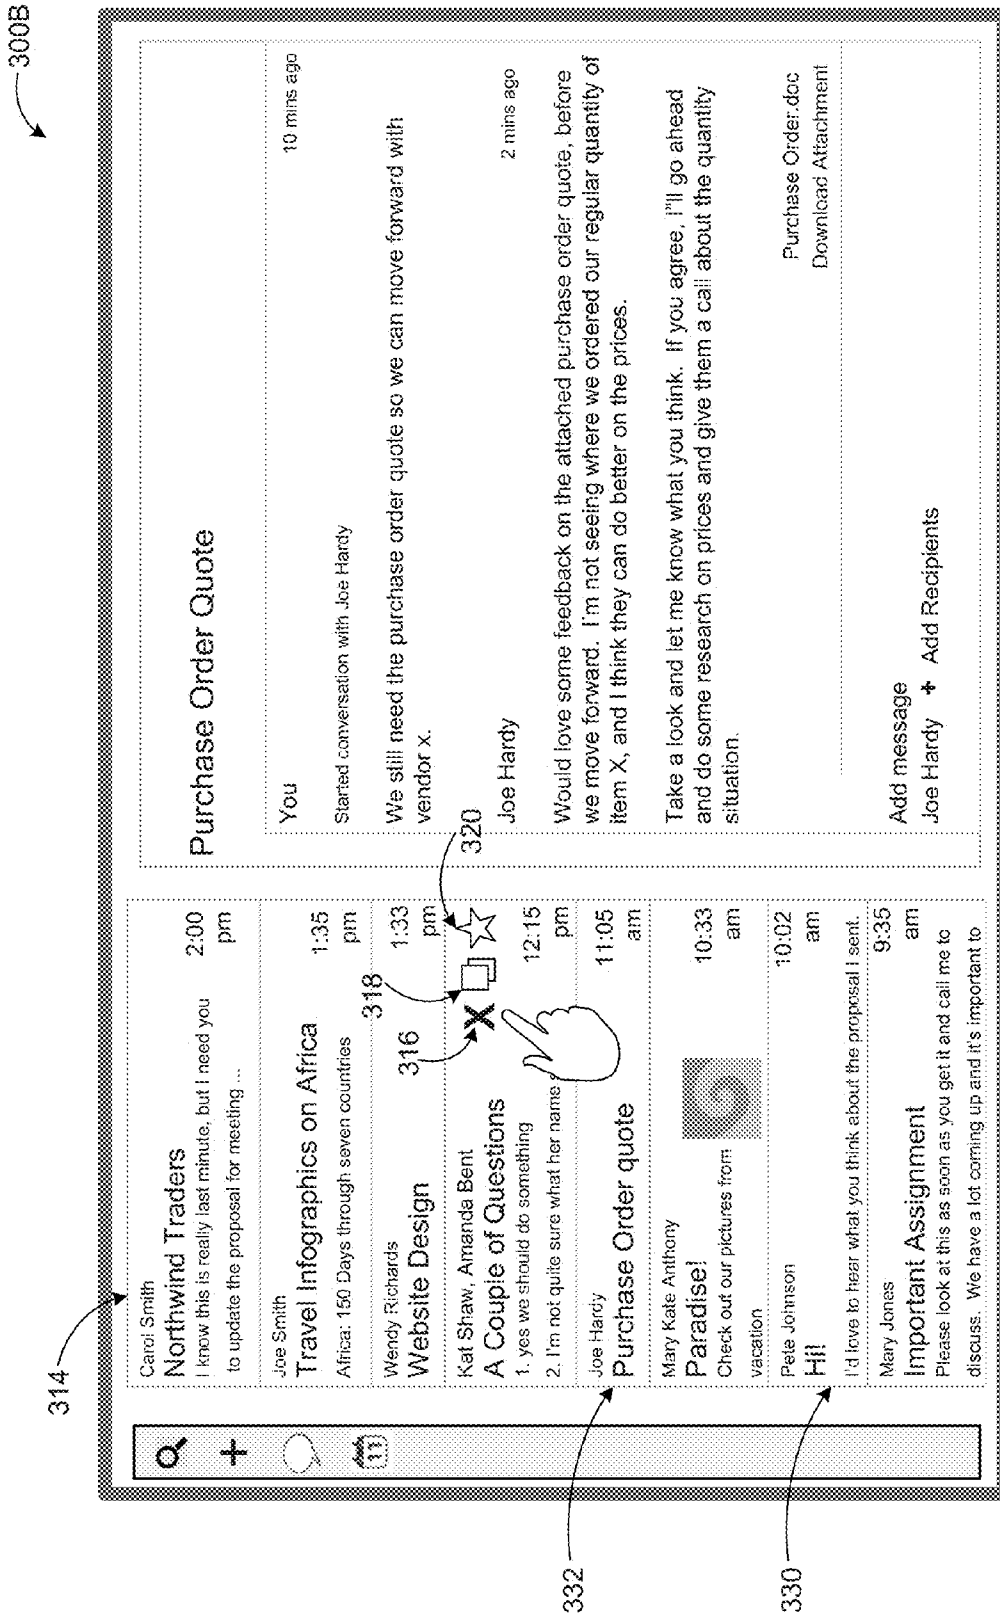 300B
314
Carol Smith
Northwind Traders
I know this is really last minute, but I need you
to update the proposal for meeting ...
2:00
pm
Joe Smith
Travel Infographics on Africa
Africa: 150 Days through seven countries
1:35
pm
Wendy Richards
Website Design
1:33
pm
316
318
320
X
Kat Shaw, Amanda Bent
A Couple of Questions
1. yes we should do something
2. I'm not quite sure what her name
12:15
pm
Joe Hardy
Purchase Order quote
11:05
am
Mary Kate Anthony
Paradise!
Check out our pictures from
vacation
10:33
am
Pete Johnson
Hi!
I'd love to hear what you think about the proposal I sent.
10:02
am
Mary Jones
Important Assignment
Please look at this as soon as you get it and call me to
discuss. We have a lot coming up and it's important to
9:35
am
11
332
330
Purchase Order Quote
You
10 mins ago
Started conversation with Joe Hardy
We still need the purchase order quote so we can move forward with
vendor x.
Joe Hardy
2 mins ago
Would love some feedback on the attached purchase order quote, before
we move forward. I'm not seeing where we ordered our regular quantity of
item X, and I think they can do better on the prices.
Take a look and let me know what you think. If you agree, I"ll go ahead
and do some research on prices and give them a call about the quantity
situation.
Purchase Order.doc
Download Attachment
Add message
Joe Hardy + Add Recipients